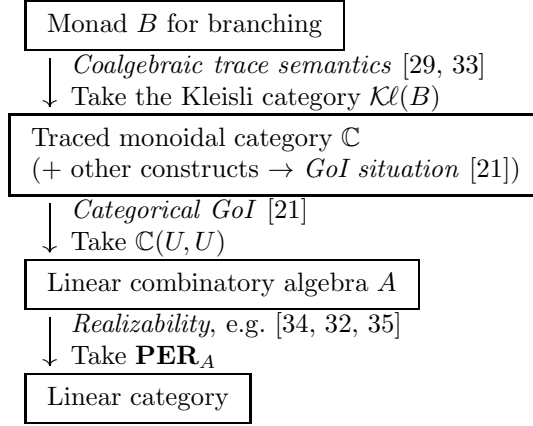 Monad B for branching
Coalgebraic trace semantics [29, 33]
Take the Kleisli category 𝒦ℓ(B)
Traced monoidal category ℂ
(+ other constructs → GoI situation [21])
Categorical GoI [21]
Take ℂ(U, U)
Linear combinatory algebra A
Realizability, e.g. [34, 32, 35]
Take PER_A
Linear category